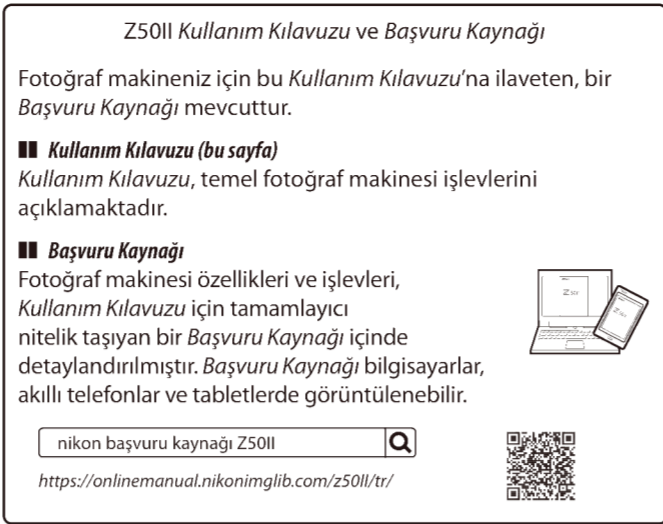 Z50II Kullanım Kılavuzu ve Başvuru Kaynağı
Fotoğraf makineniz için bu Kullanım Kılavuzu'na ilaveten, bir
Başvuru Kaynağı mevcuttur.
Kullanım Kılavuzu (bu sayfa)
Kullanım Kılavuzu, temel fotoğraf makinesi işlevlerini
açıklamaktadır.
Başvuru Kaynağı
Fotoğraf makinesi özellikleri ve işlevleri,
Kullanım Kılavuzu için tamamlayıcı
nitelik taşıyan bir Başvuru Kaynağı içinde
detaylandırılmıştır. Başvuru Kaynağı bilgisayarlar,
akıllı telefonlar ve tabletlerde görüntülenebilir.
nikon başvuru kaynağı Z50II
https://onlinemanual.nikonimglib.com/z50II/tr/